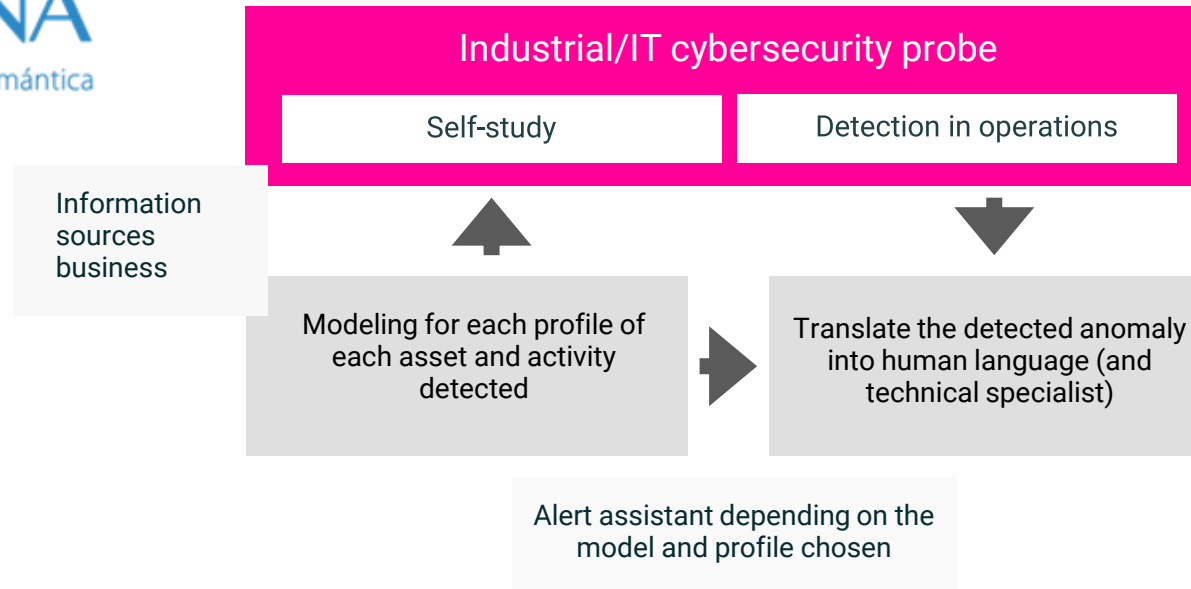 NA
mántica
Industrial/IT cybersecurity probe
Self-study
Detection in operations
Information
sources
business
Modeling for each profile of
each asset and activity
detected
Translate the detected anomaly
into human language (and
technical specialist)
Alert assistant depending on the
model and profile chosen